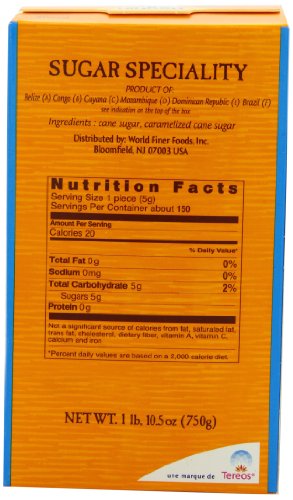 SUGAR SPECIALITY
PRODUCT OF:
Belize (A) Congo (B) Guyana (C) Mozambique (D) Dominican Republic (E) Brazil (F)
see indication on the top of the box
Ingredients : cane sugar, caramelized cane sugar
Distributed by: World Finer Foods, Inc.
Bloomfield, NJ 07003 USA
Nutrition Facts
Serving Size 1 piece (5g)
Servings Per Container about 150
Amount Per Serving
Calories 20
% Daily Value*
Total Fat 0g 0%
Sodium 0mg 0%
Total Carbohydrate 5g 2%
Sugars 5g
Protein 0g
Not a significant source of calories from fat, saturated fat,
trans fat, cholesterol, dietary fiber, vitamin A, vitamin C,
calcium and iron
*Percent daily values are based on a 2,000 calorie diet.
NET WT. 1 lb, 10.5 oz (750g)
une marque de Tereos